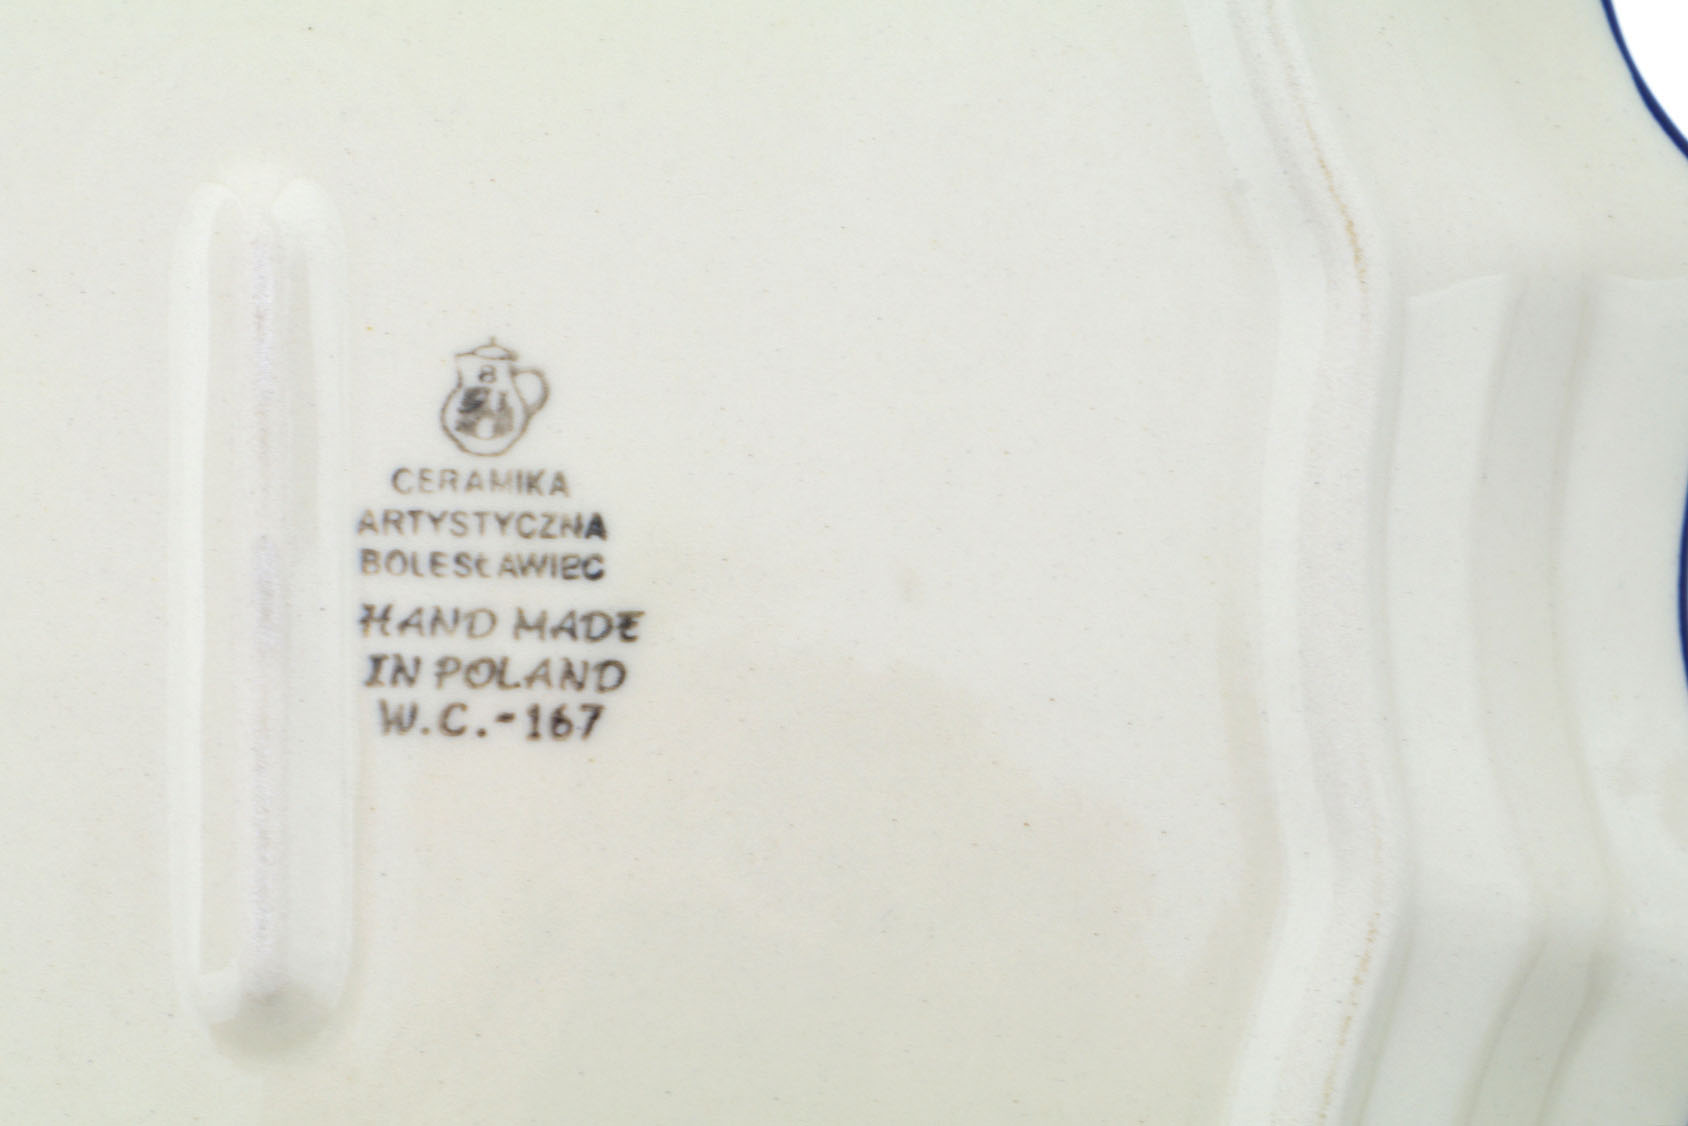 B
CERAMIKA
ARTYSTYCZNA
BOLESŁAWIEC
HAND MADE
IN POLAND
W.C.-167